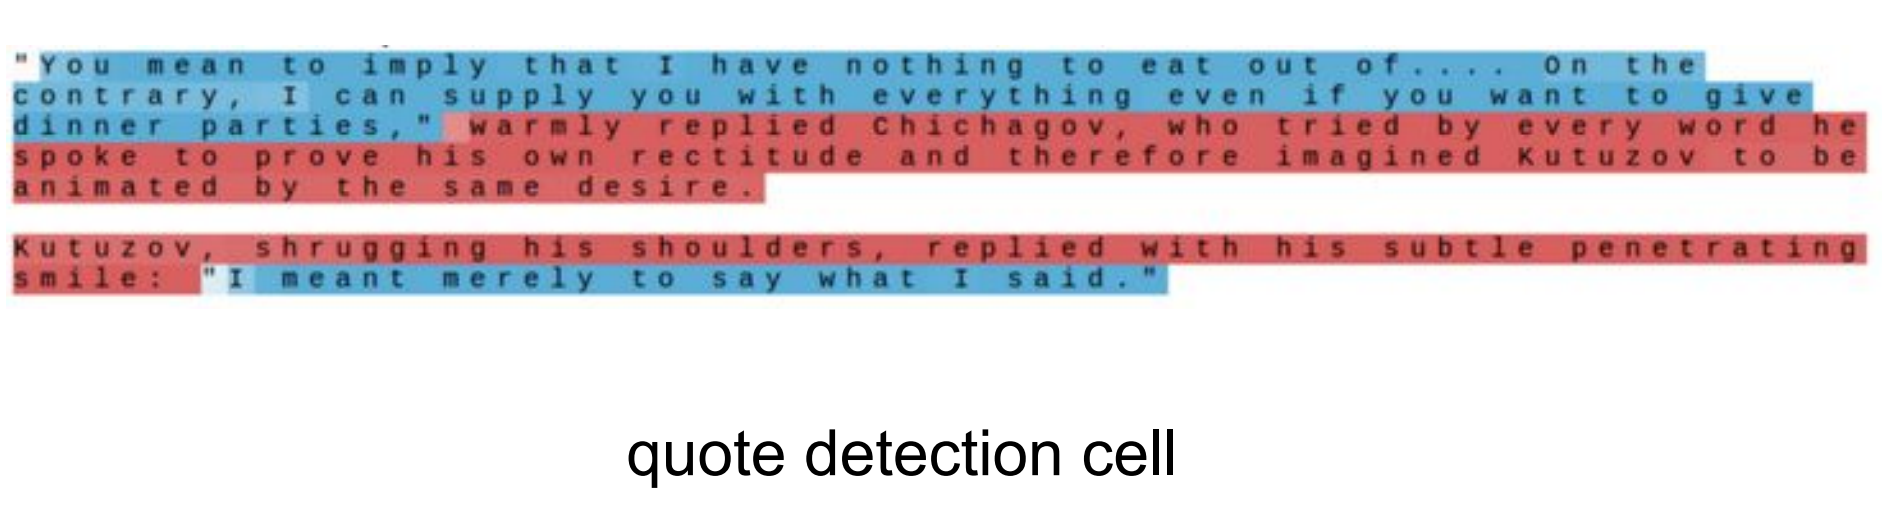 "You mean to imply that I have nothing to eat out of.... On the
contrary, I can supply you with everything even if you want to give
dinner parties," warmly replied Chichagov, who tried by every word he
spoke to prove his own rectitude and therefore imagined Kutuzov to be
animated by the same desire.
Kutuzov, shrugging his shoulders, replied with his subtle penetrating
smile: "I meant merely to say what I said."
quote detection cell